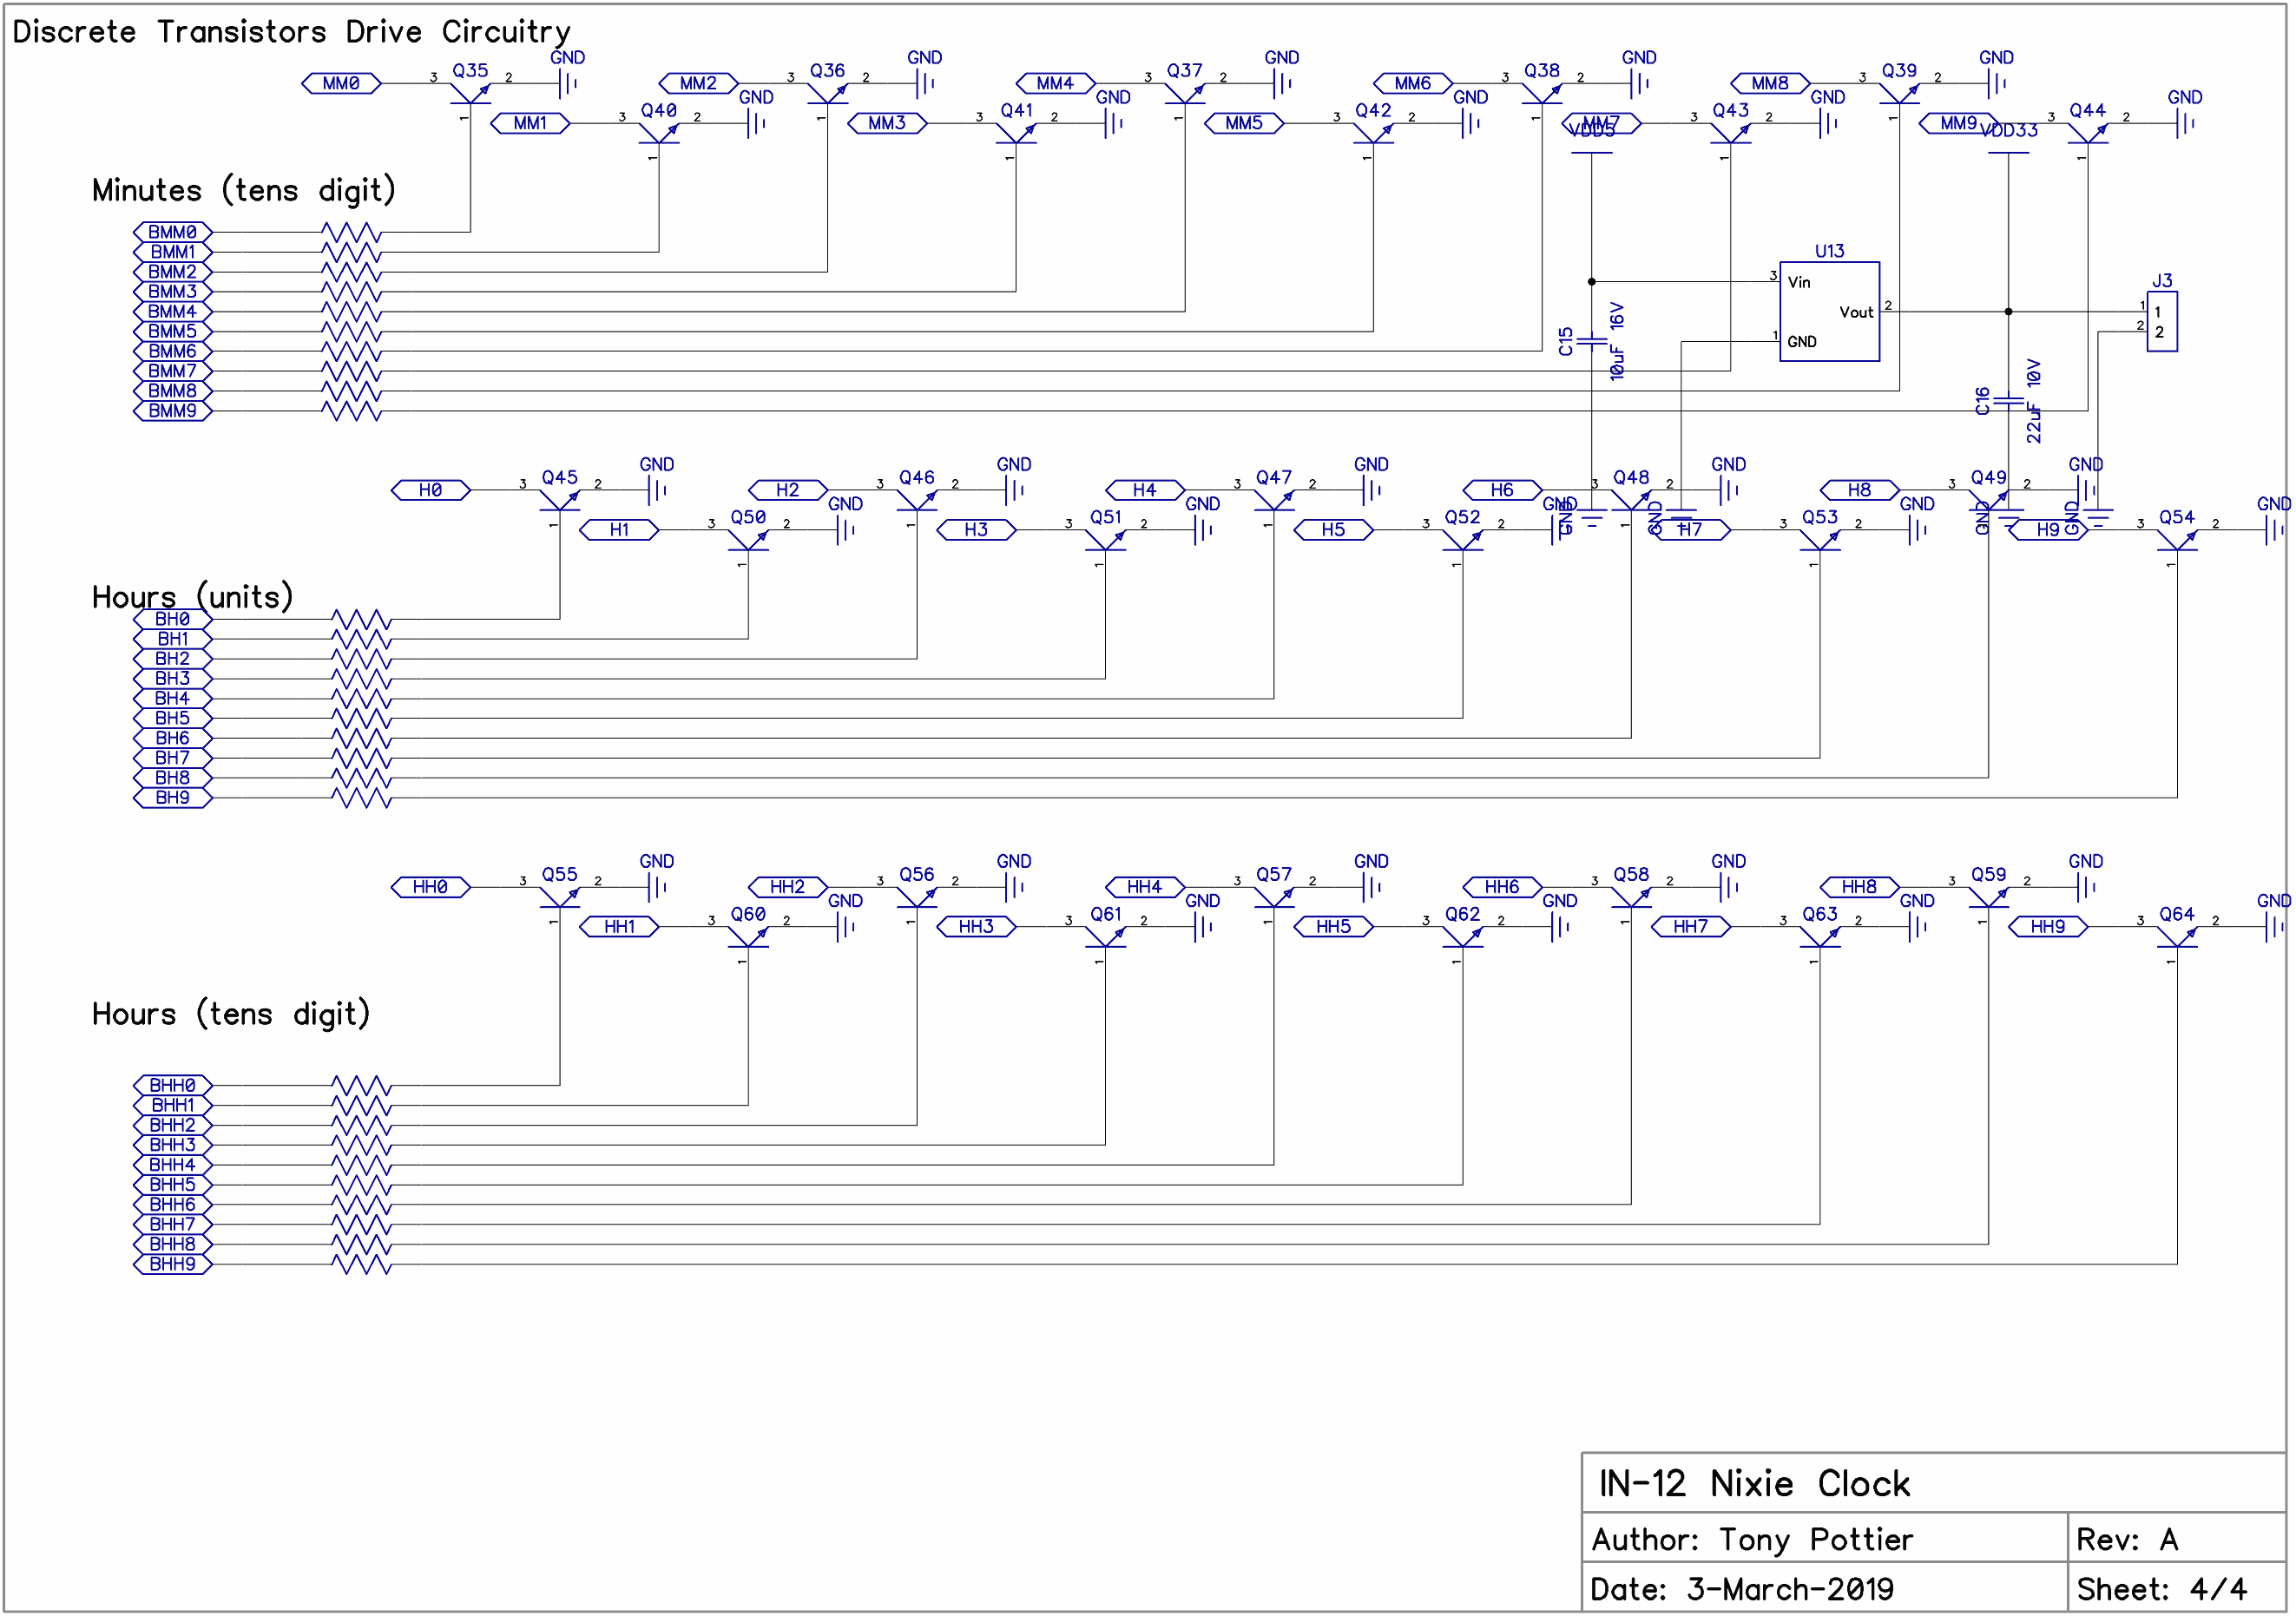 Discrete Transistors Drive Circuitry
MM0 3 Q35 2 GND MM2 3 Q36 2 GND MM4 3 Q37 2 GND MM6 3 Q38 2 GND MM8 3 Q39 2 GND
1 1 1 1 1
MM1 3 Q40 2 GND MM3 3 Q41 2 GND MM5 3 Q42 2 GND MM7 3 Q43 2 GND MM9 3 Q44 2 GND
1 1 1 1 1
VDD5 VDD33
Minutes (tens digit)
BMM0
BMM1
BMM2
BMM3
BMM4
BMM5
BMM6
BMM7
BMM8
BMM9
U13
3 Vin
Vout 2
1 GND
J3
1 1
2 2
C15 10uF 16V
C16 22uF 10V
GND GND GND GND
H0 3 Q45 2 GND H2 3 Q46 2 GND H4 3 Q47 2 GND H6 3 Q48 2 GND H8 3 Q49 2 GND
1 1 1 1 1
H1 3 Q50 2 GND H3 3 Q51 2 GND H5 3 Q52 2 GND H7 3 Q53 2 GND H9 3 Q54 2 GND
1 1 1 1 1
Hours (units)
BH0
BH1
BH2
BH3
BH4
BH5
BH6
BH7
BH8
BH9
HH0 3 Q55 2 GND HH2 3 Q56 2 GND HH4 3 Q57 2 GND HH6 3 Q58 2 GND HH8 3 Q59 2 GND
1 1 1 1 1
HH1 3 Q60 2 GND HH3 3 Q61 2 GND HH5 3 Q62 2 GND HH7 3 Q63 2 GND HH9 3 Q64 2 GND
1 1 1 1 1
Hours (tens digit)
BHH0
BHH1
BHH2
BHH3
BHH4
BHH5
BHH6
BHH7
BHH8
BHH9
IN-12 Nixie Clock
Author: Tony Pottier Rev: A
Date: 3-March-2019 Sheet: 4/4